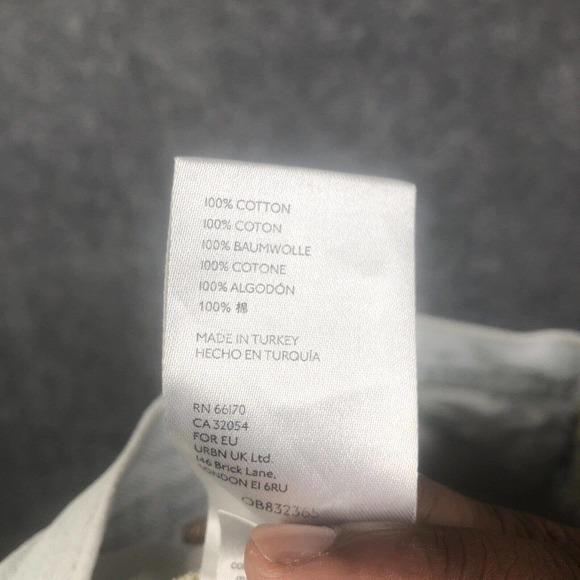 100% COTTON
100% COTON
100% BAUMWOLLE
100% COTONE
100% ALGODÓN
100% 棉
MADE IN TURKEY
HECHO EN TURQUÍA
RN 66170
CA 32054
FOR EU
URBN UK Ltd.
146 Brick Lane,
LONDON E1 6RU
OB832365